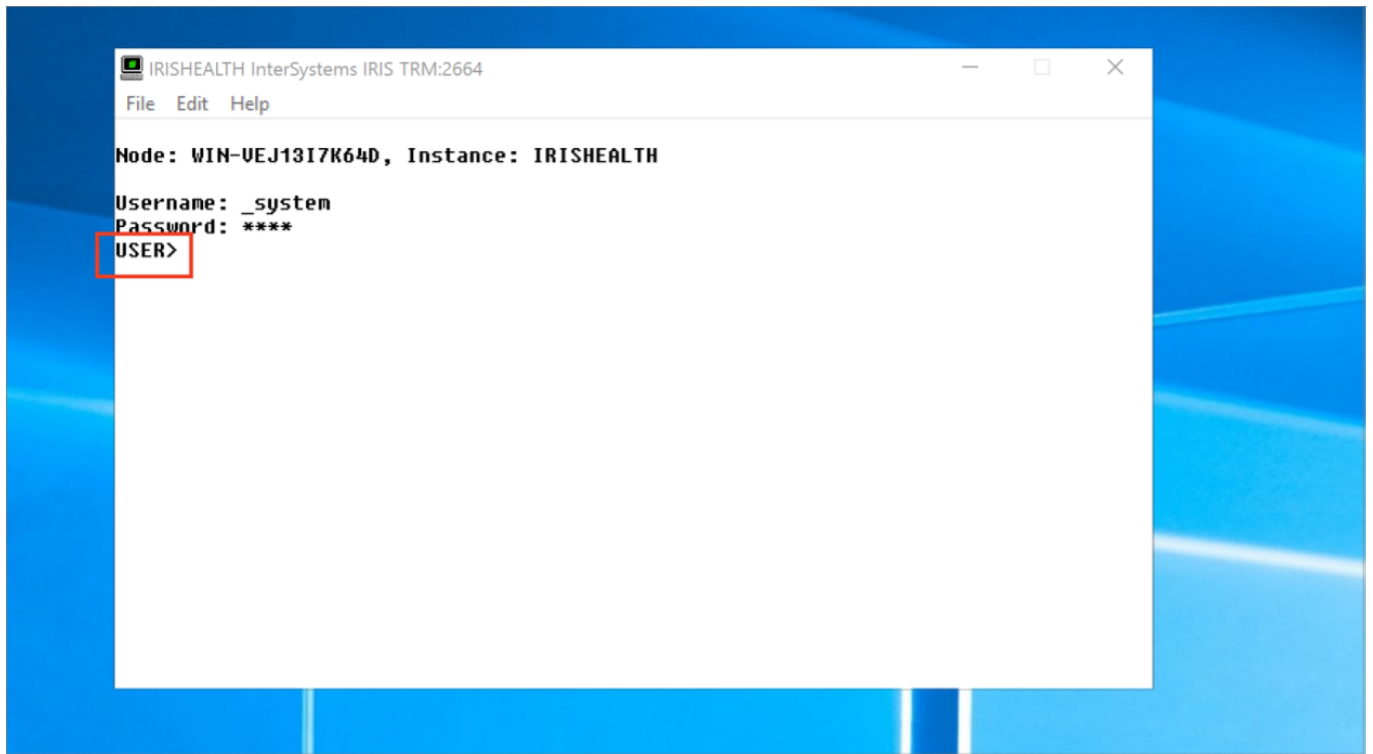 IRISHEALTH InterSystems IRIS TRM:2664
File Edit Help
Node: WIN-VEJ13I7K64D, Instance: IRISHEALTH
Username: _system
Password: ****
USER>